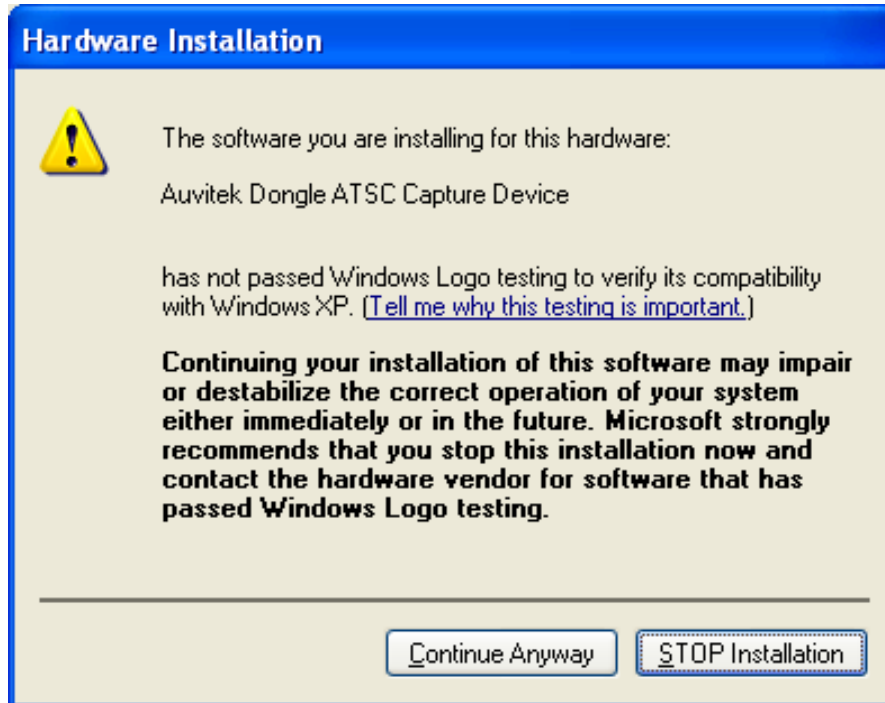 Hardware Installation
The software you are installing for this hardware:
Auvitek Dongle ATSC Capture Device
has not passed Windows Logo testing to verify its compatibility
with Windows XP. (Tell me why this testing is important.)
Continuing your installation of this software may impair
or destabilize the correct operation of your system
either immediately or in the future. Microsoft strongly
recommends that you stop this installation now and
contact the hardware vendor for software that has
passed Windows Logo testing.
Continue Anyway
STOP Installation